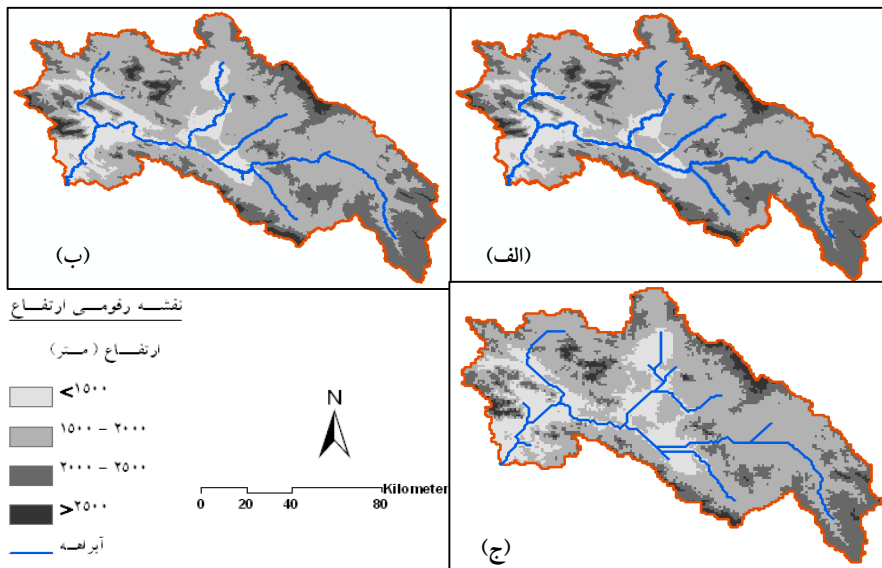 (ب)
(الف)
نقشه رقومی ارتفاع
ارتفاع (متر)
<۱۵۰۰
۱۵۰۰ - ۲۰۰۰
۲۰۰۰ - ۲۵۰۰
>۲۵۰۰
آبراهه
N
Kilometer
0 20 40 80
(ج)